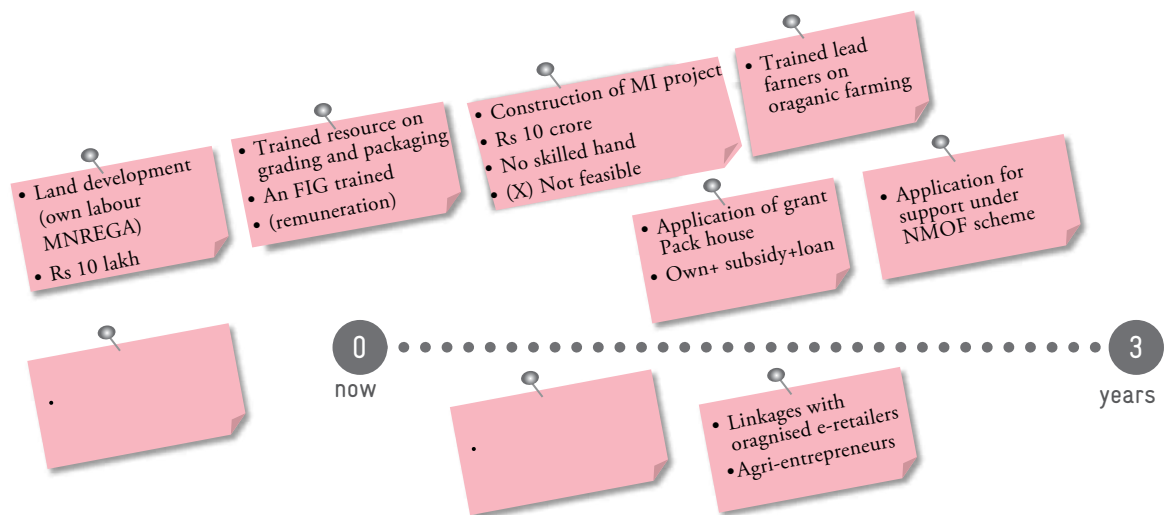 • Land development
(own labour
MNREGA)
• Rs 10 lakh
• Trained resource on
grading and packaging
• An FIG trained
• (remuneration)
• Construction of MI project
• Rs 10 crore
• No skilled hand
• (X) Not feasible
• Trained lead
farners on
oraganic farming
• Application of grant
Pack house
• Own+ subsidy+loan
• Application for
support under
NMOF scheme
•
0
now
3
years
•
• Linkages with
oragnised e-retailers
•Agri-entrepreneurs